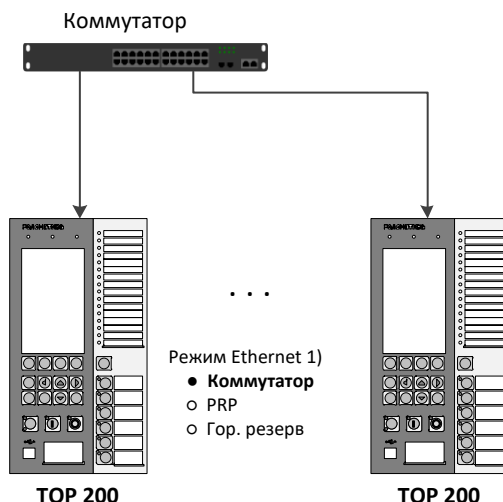 Коммутатор
. . .
Режим Ethernet 1)
● Коммутатор
○ PRP
○ Гор. резерв
ТОР 200
ТОР 200